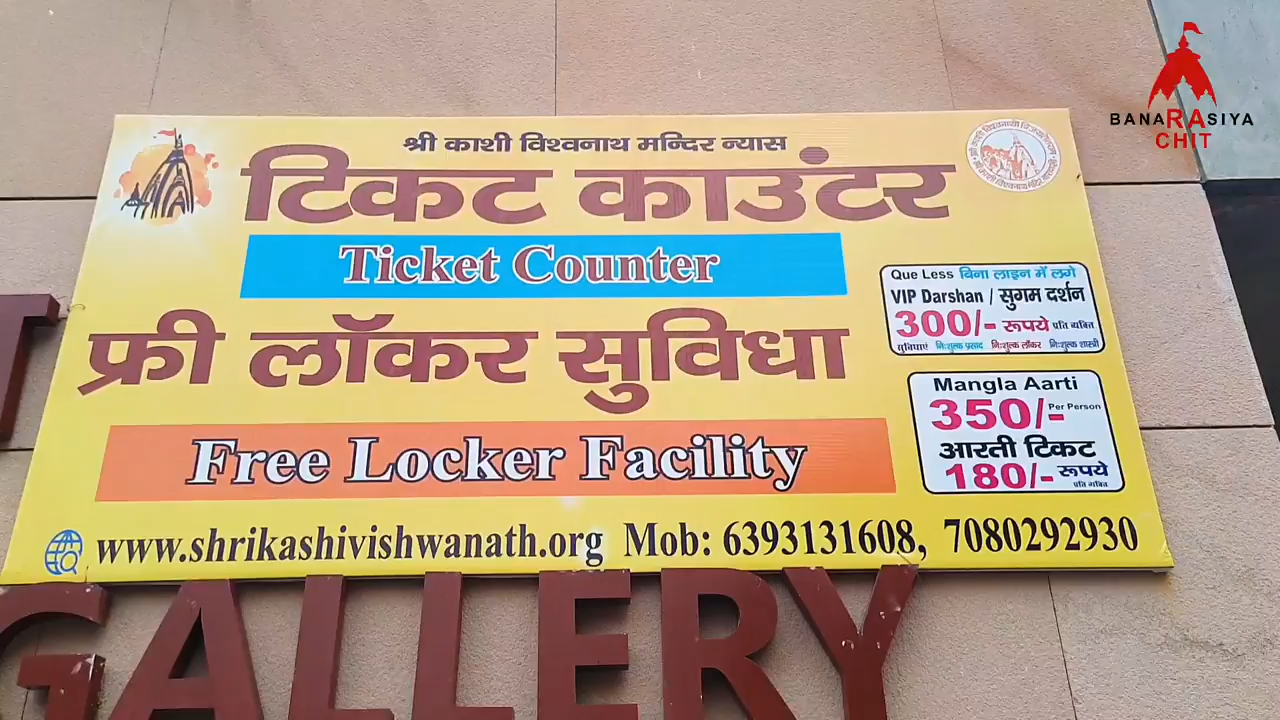 BANARASIYA
CHIT
श्री काशी विश्वनाथ मन्दिर न्यास
टिकट काउंटर
Ticket Counter
फ्री लॉकर सुविधा
Free Locker Facility
Que Less बिना लाइन में लगे
VIP Darshan / सुगम दर्शन
300/- रूपये प्रति व्यक्ति
सुविधाएं निःशुल्क प्रसाद निःशुल्क लॉकर निःशुल्क शास्त्री
Mangla Aarti
350/- Per Person
आरती टिकट
180/- रूपये
प्रति व्यक्ति
www.shrikashivishwanath.org Mob: 6393131608, 7080292930
GALLERY